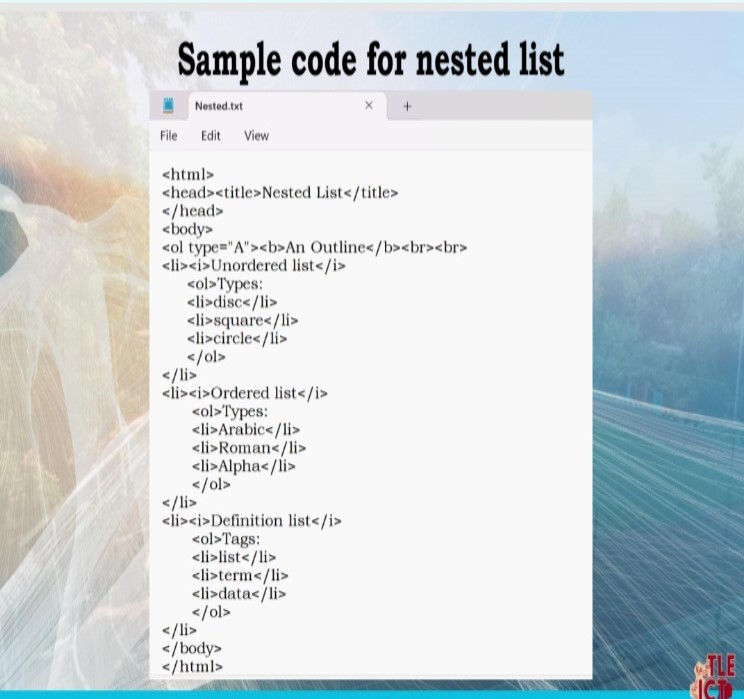 Sample code for nested list
Nested.txt × +
File Edit View
<html>
<head><title>Nested List</title>
</head>
<body>
<ol type="A"><b>An Outline</b><br><br>
<li><i>Unordered list</i>
<ol>Types:
<li>disc</li>
<li>square</li>
<li>circle</li>
</ol>
</li>
<li><i>Ordered list</i>
<ol>Types:
<li>Arabic</li>
<li>Roman</li>
<li>Alpha</li>
</ol>
</li>
<li><i>Definition list</i>
<ol>Tags:
<li>list</li>
<li>term</li>
<li>data</li>
</ol>
</li>
</body>
</html>
TLE
ICT